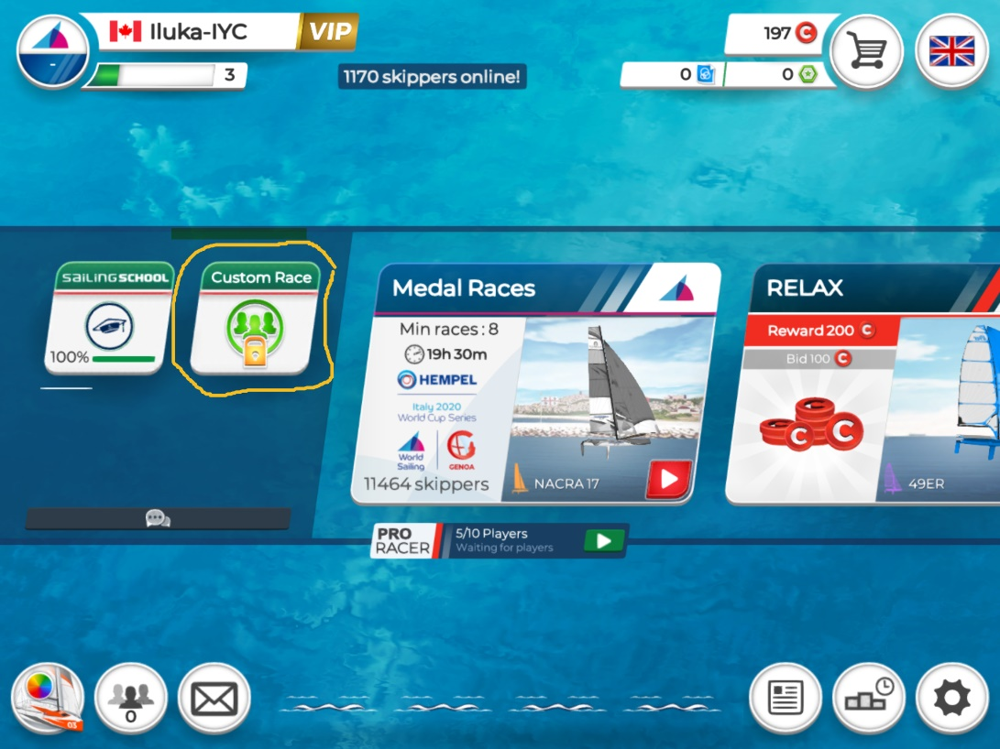 Iluka-IYC
VIP
3
1170 skippers online!
197 C
0
0
SAILINGSCHOOL
100%
Custom Race
Medal Races
Min races : 8
19h 30m
HEMPEL
Italy 2020
World Cup Series
World
Sailing
GENOA
11464 skippers
NACRA 17
RELAX
Reward 200 C
Bid 100 C
C
C
C
49ER
PRO
RACER
5/10 Players
Waiting for players
03
0